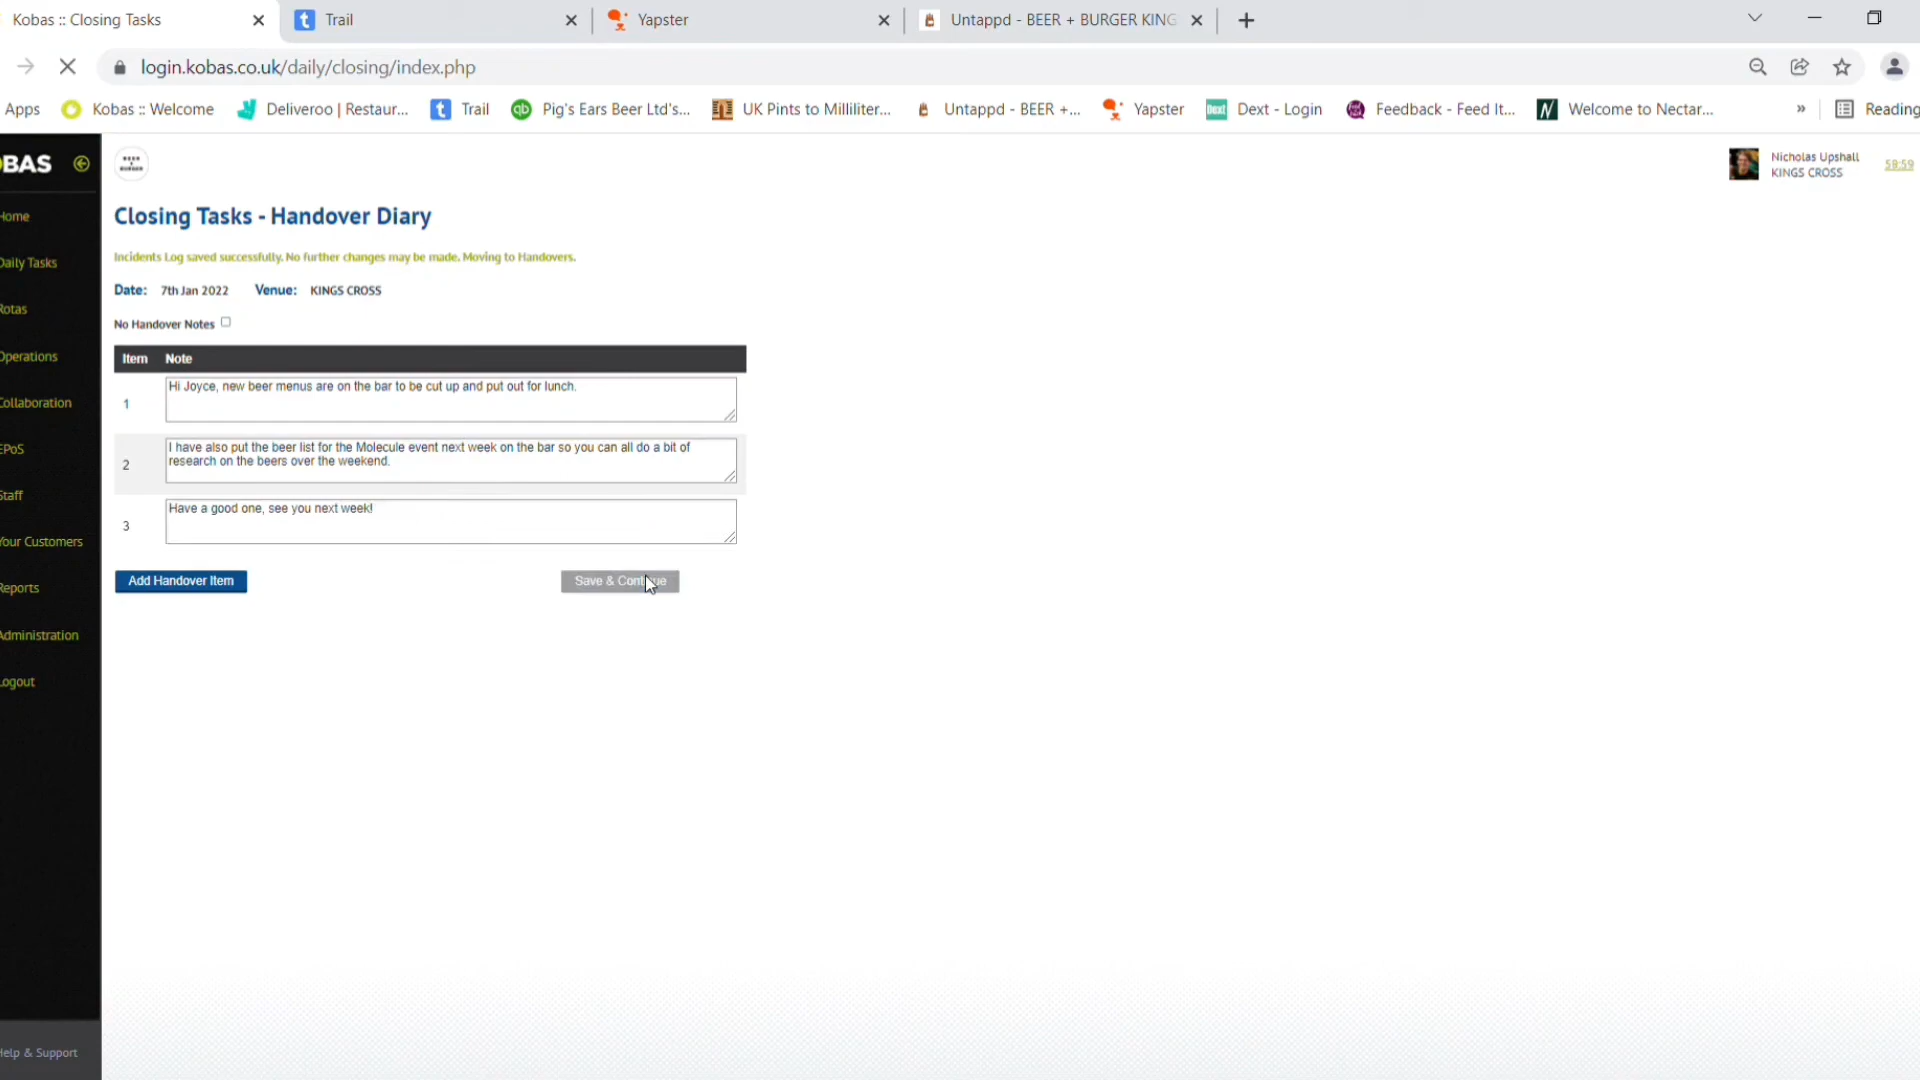 Kobas :: Closing Tasks
Trail
Yapster
Untappd - BEER + BURGER KING
login.kobas.co.uk/daily/closing/index.php
Apps
Kobas :: Welcome
Deliveroo | Restaur...
Trail
Pig's Ears Beer Ltd's...
UK Pints to Milliliter...
Untappd - BEER +...
Yapster
Dext - Login
Feedback - Feed It...
Welcome to Nectar...
»
Reading
OBAS
BEER + BURGER
Nicholas Upshall
KINGS CROSS
58:59
Home
Daily Tasks
Rotas
Operations
Collaboration
EPoS
Staff
Your Customers
Reports
Administration
Logout
Help & Support
Closing Tasks - Handover Diary
Incidents Log saved successfully. No further changes may be made. Moving to Handovers.
Date: 7th Jan 2022 Venue: KINGS CROSS
No Handover Notes
Item Note
1 Hi Joyce, new beer menus are on the bar to be cut up and put out for lunch.
2 I have also put the beer list for the Molecule event next week on the bar so you can all do a bit of
research on the beers over the weekend.
3 Have a good one, see you next week!
Add Handover Item
Save & Continue